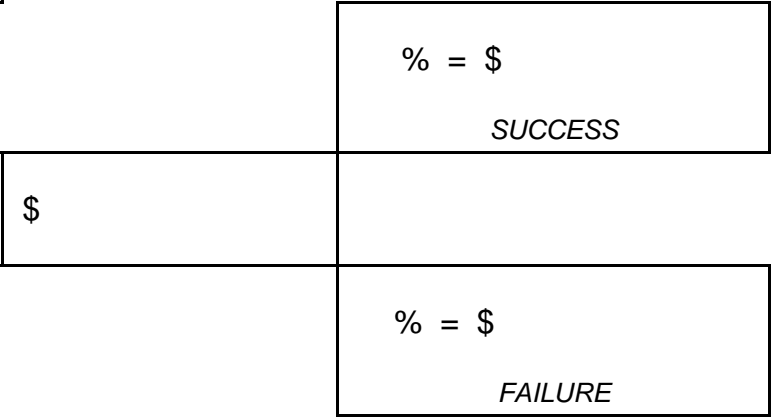 % = $
SUCCESS
$
% = $
FAILURE